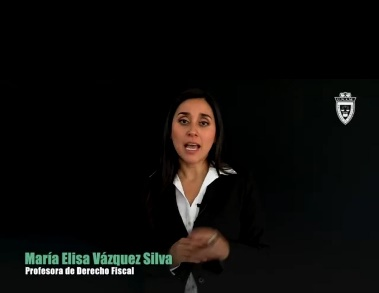 María Elisa Vázquez Silva
Profesora de Derecho Fiscal